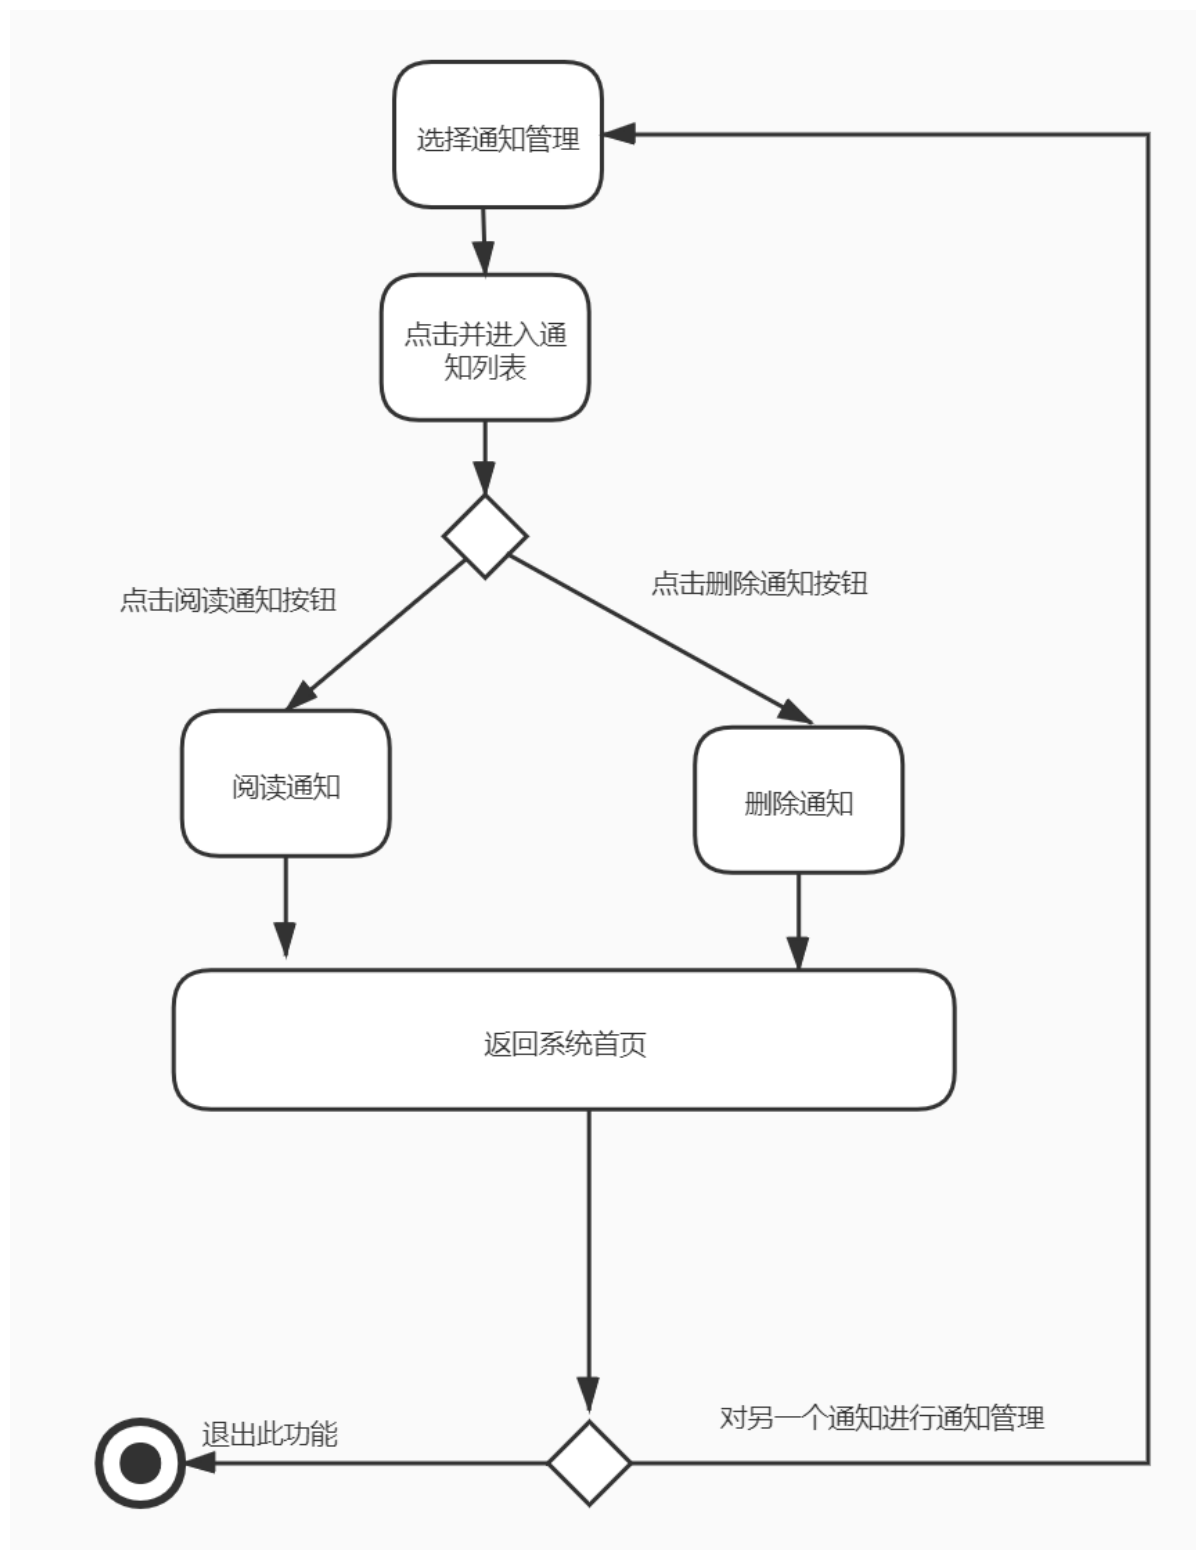 选择通知管理
点击并进入通
知列表
点击阅读通知按钮
点击删除通知按钮
阅读通知
删除通知
返回系统首页
对另一个通知进行通知管理
退出此功能